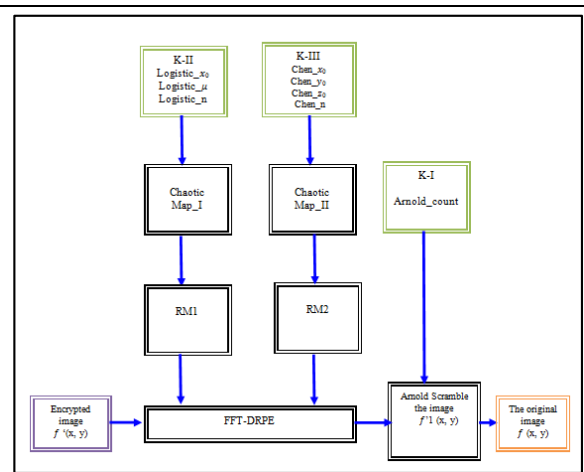 K-II
Logistic_x₀
Logistic_μ
Logistic_n
K-III
Chen_x₀
Chen_y₀
Chen_z₀
Chen_n
K-I
Arnold_count
Chaotic
Map_I
Chaotic
Map_II
RM1
RM2
Encrypted
image
f '(x, y)
FFT-DRPE
Arnold Scramble
the image
f'1 (x, y)
The original
image
f (x, y)